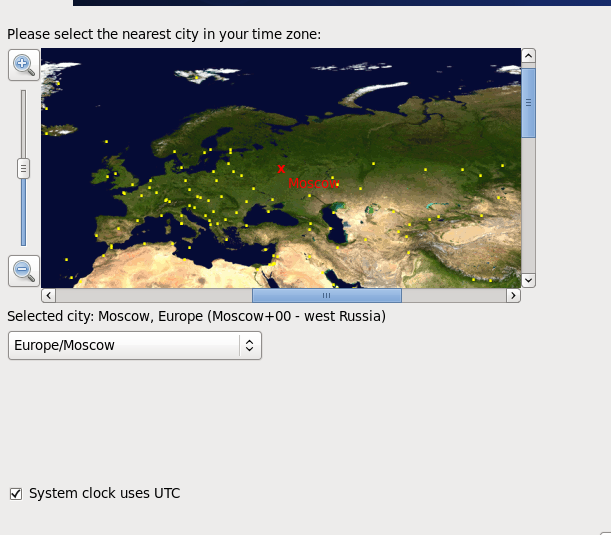 Please select the nearest city in your time zone:
Moscow
Selected city: Moscow, Europe (Moscow+00 - west Russia)
Europe/Moscow
System clock uses UTC